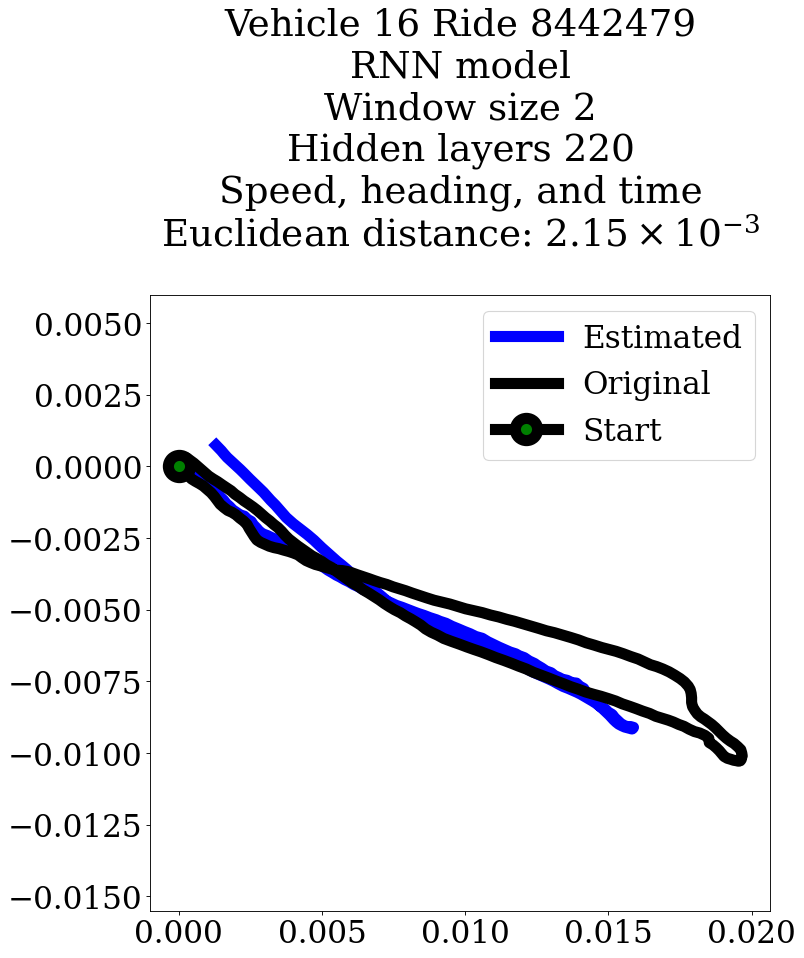 Vehicle 16 Ride 8442479
RNN model
Window size 2
Hidden layers 220
Speed, heading, and time
Euclidean distance: 2.15 × 10⁻³
Estimated
Original
Start
0.0050
0.0025
0.0000
−0.0025
−0.0050
−0.0075
−0.0100
−0.0125
−0.0150
0.000 0.005 0.010 0.015 0.020